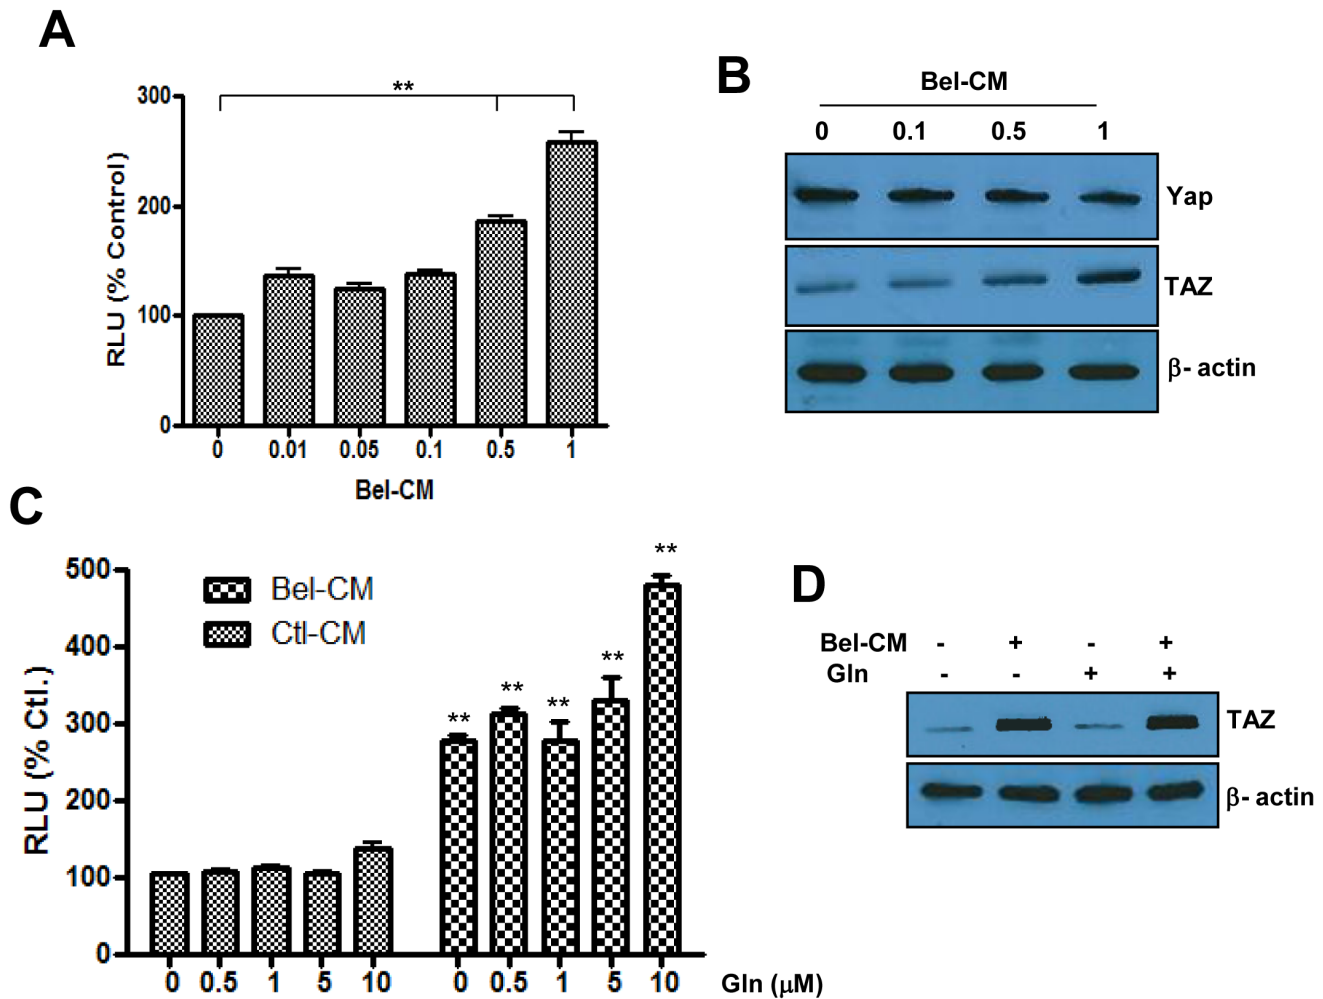 A
**
300
200
100
0
RLU (% Control)
0 0.01 0.05 0.1 0.5 1
Bel-CM
B
Bel-CM
0 0.1 0.5 1
Yap
TAZ
β- actin
C
500
400
300
200
100
0
RLU (% Ctl.)
Bel-CM
Ctl-CM
** ** ** ** **
0 0.5 1 5 10 0 0.5 1 5 10 Gln (μM)
D
Bel-CM - + - +
Gln - - + +
TAZ
β- actin